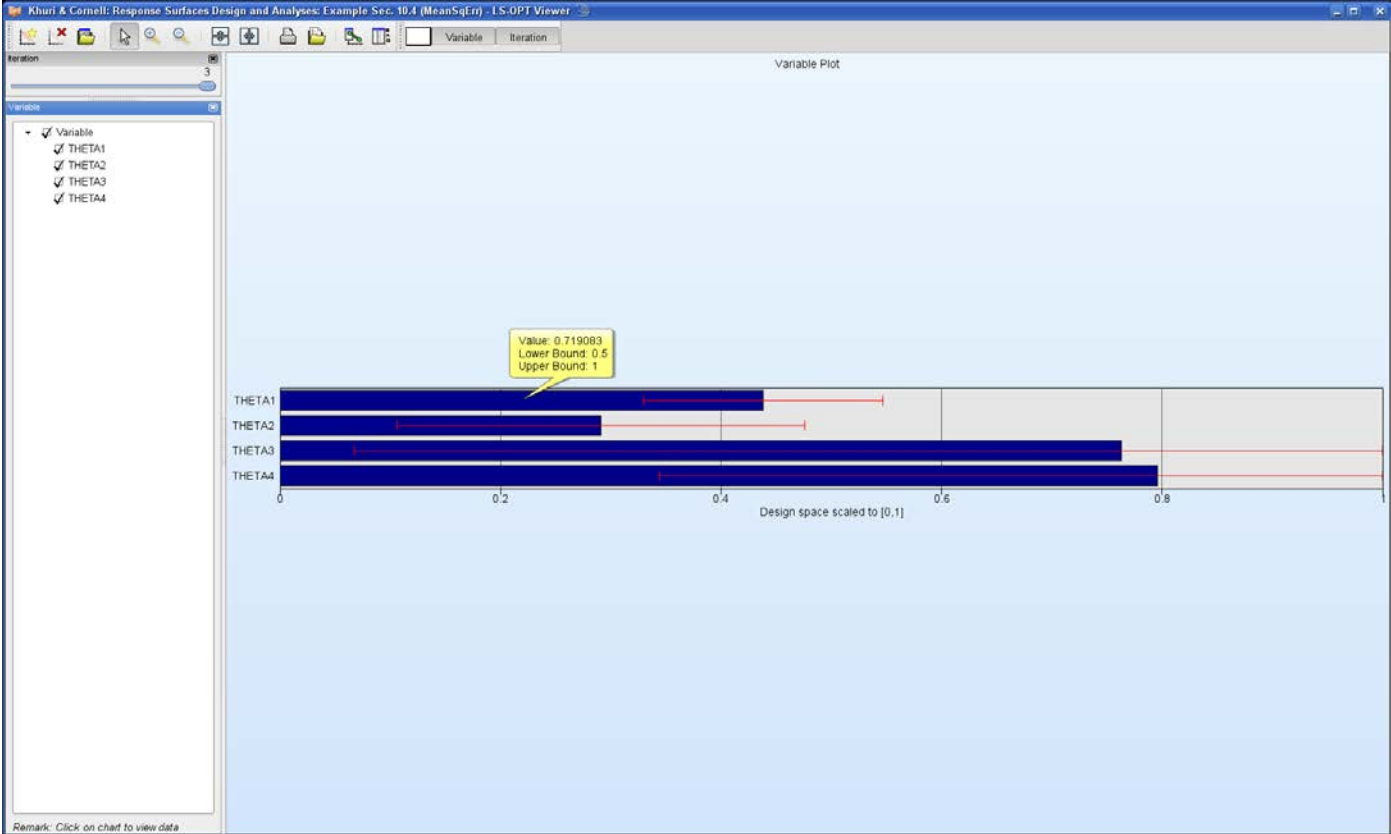 Khuri & Cornell: Response Surfaces Design and Analyses: Example Sec. 10.4 (MeanSqErr) - LS-OPT Viewer
Variable
Iteration
Iteration
3
Variable
Variable
THETA1
THETA2
THETA3
THETA4
Remark: Click on chart to view data
Variable Plot
Value: 0.719083
Lower Bound: 0.5
Upper Bound: 1
THETA1
THETA2
THETA3
THETA4
0 0.2 0.4 0.6 0.8 1
Design space scaled to [0,1]